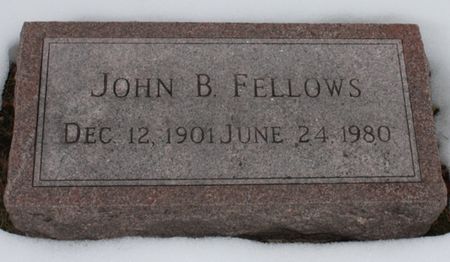 JOHN B. FELLOWS
DEC. 12, 1901 JUNE 24, 1980